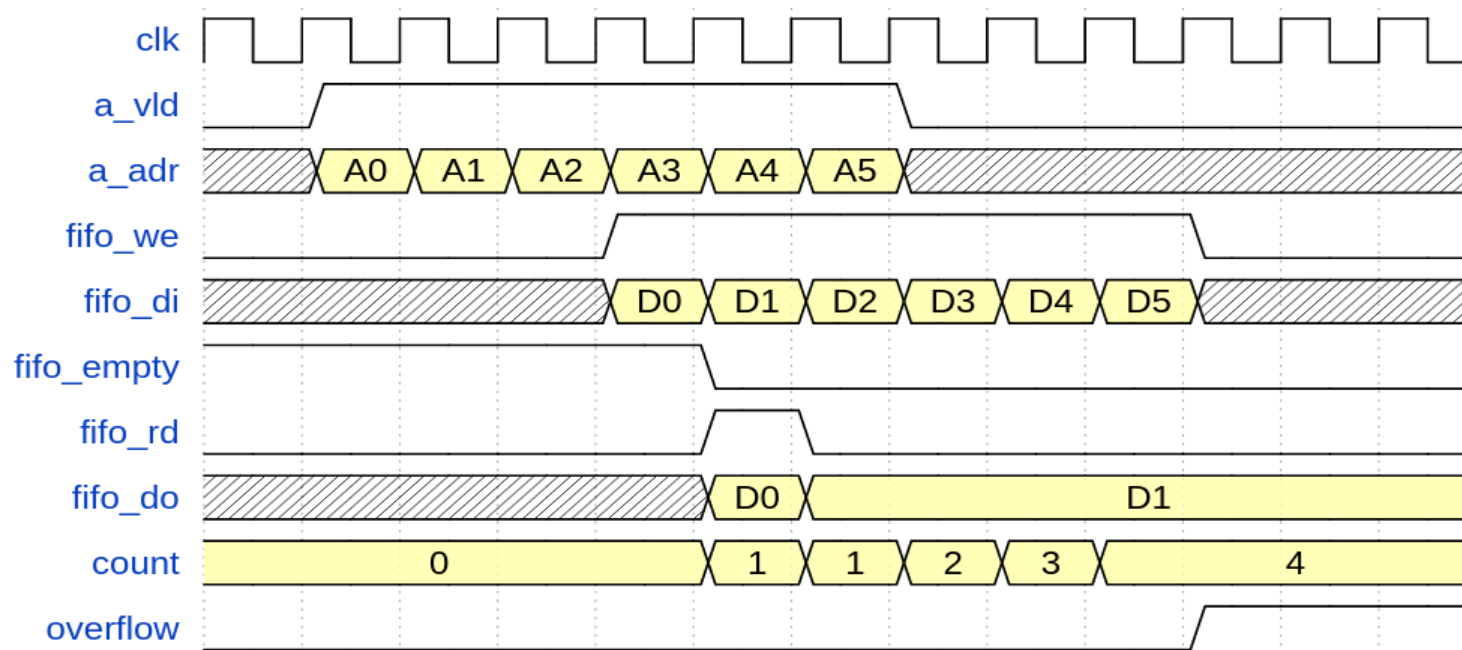 clk
a_vld
a_adr A0 A1 A2 A3 A4 A5
fifo_we
fifo_di D0 D1 D2 D3 D4 D5
fifo_empty
fifo_rd
fifo_do D0 D1
count 0 1 1 2 3 4
overflow